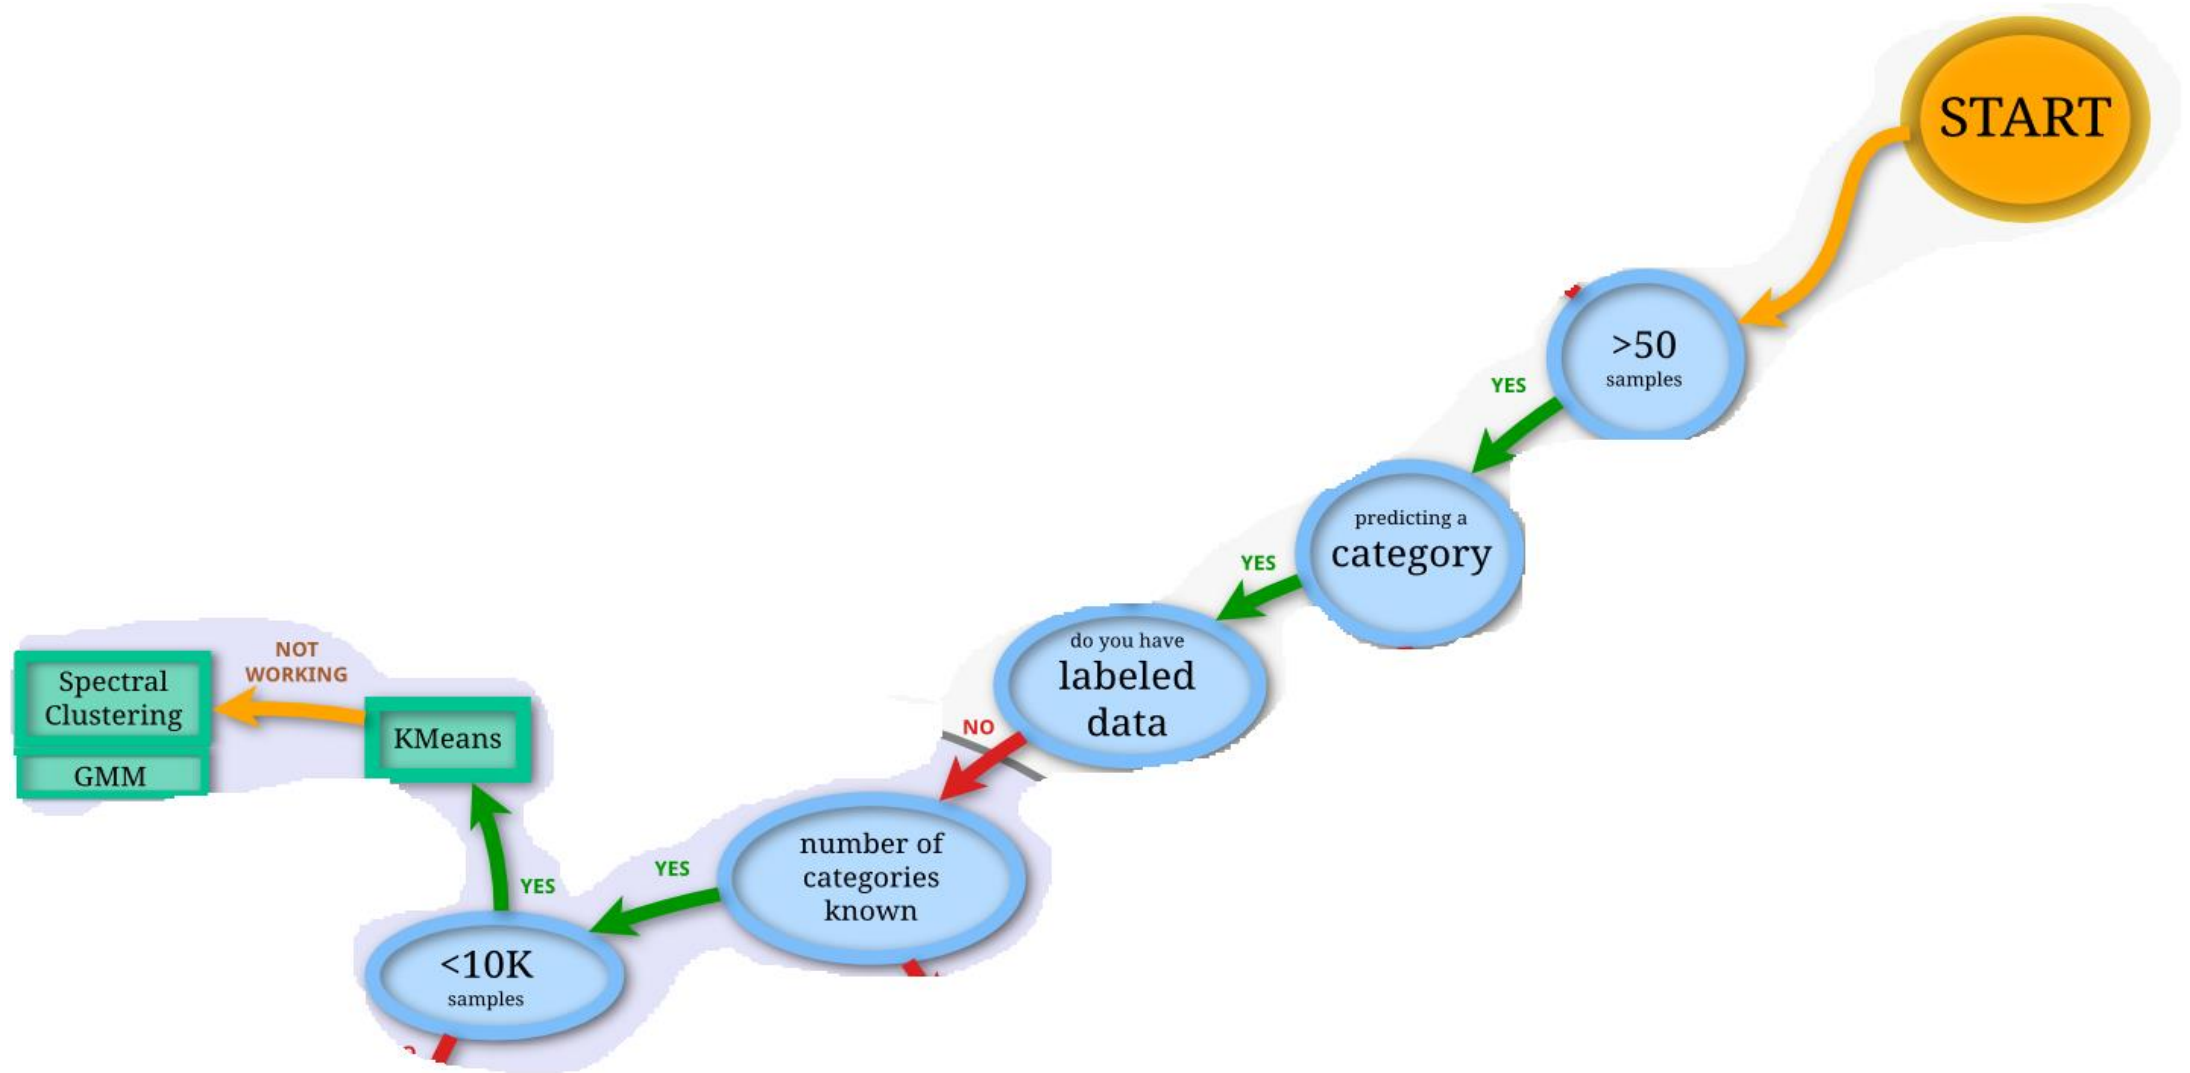 START
>50
samples
YES
predicting a
category
YES
do you have
labeled
data
NO
number of
categories
known
YES
<10K
samples
YES
KMeans
NOT
WORKING
Spectral
Clustering
GMM